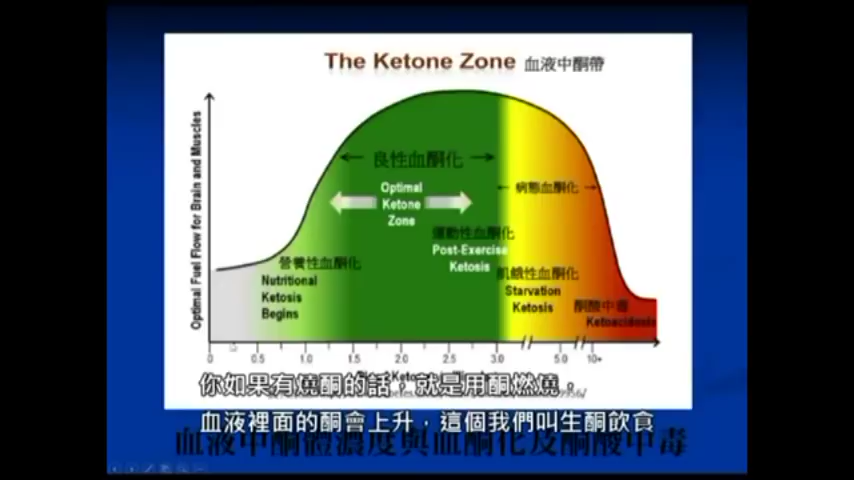 The Ketone Zone 血液中酮帶
Optimal Fuel Flow for Brain and Muscles
良性血酮化
Optimal
Ketone
Zone
病態血酮化
運動性血酮化
Post-Exercise
Ketosis
營養性血酮化
Nutritional
Ketosis
Begins
飢餓性血酮化
Starvation
Ketosis
酮酸中毒
Ketoacidosis
0 0.5 1.0 1.5 2.0 2.5 3.0 5.0 10+
你如果有燒酮的話，就是用酮燃燒，
血液裡面的酮會上升，這個我們叫生酮飲食
血液中酮體濃度與血酮化及酮酸中毒